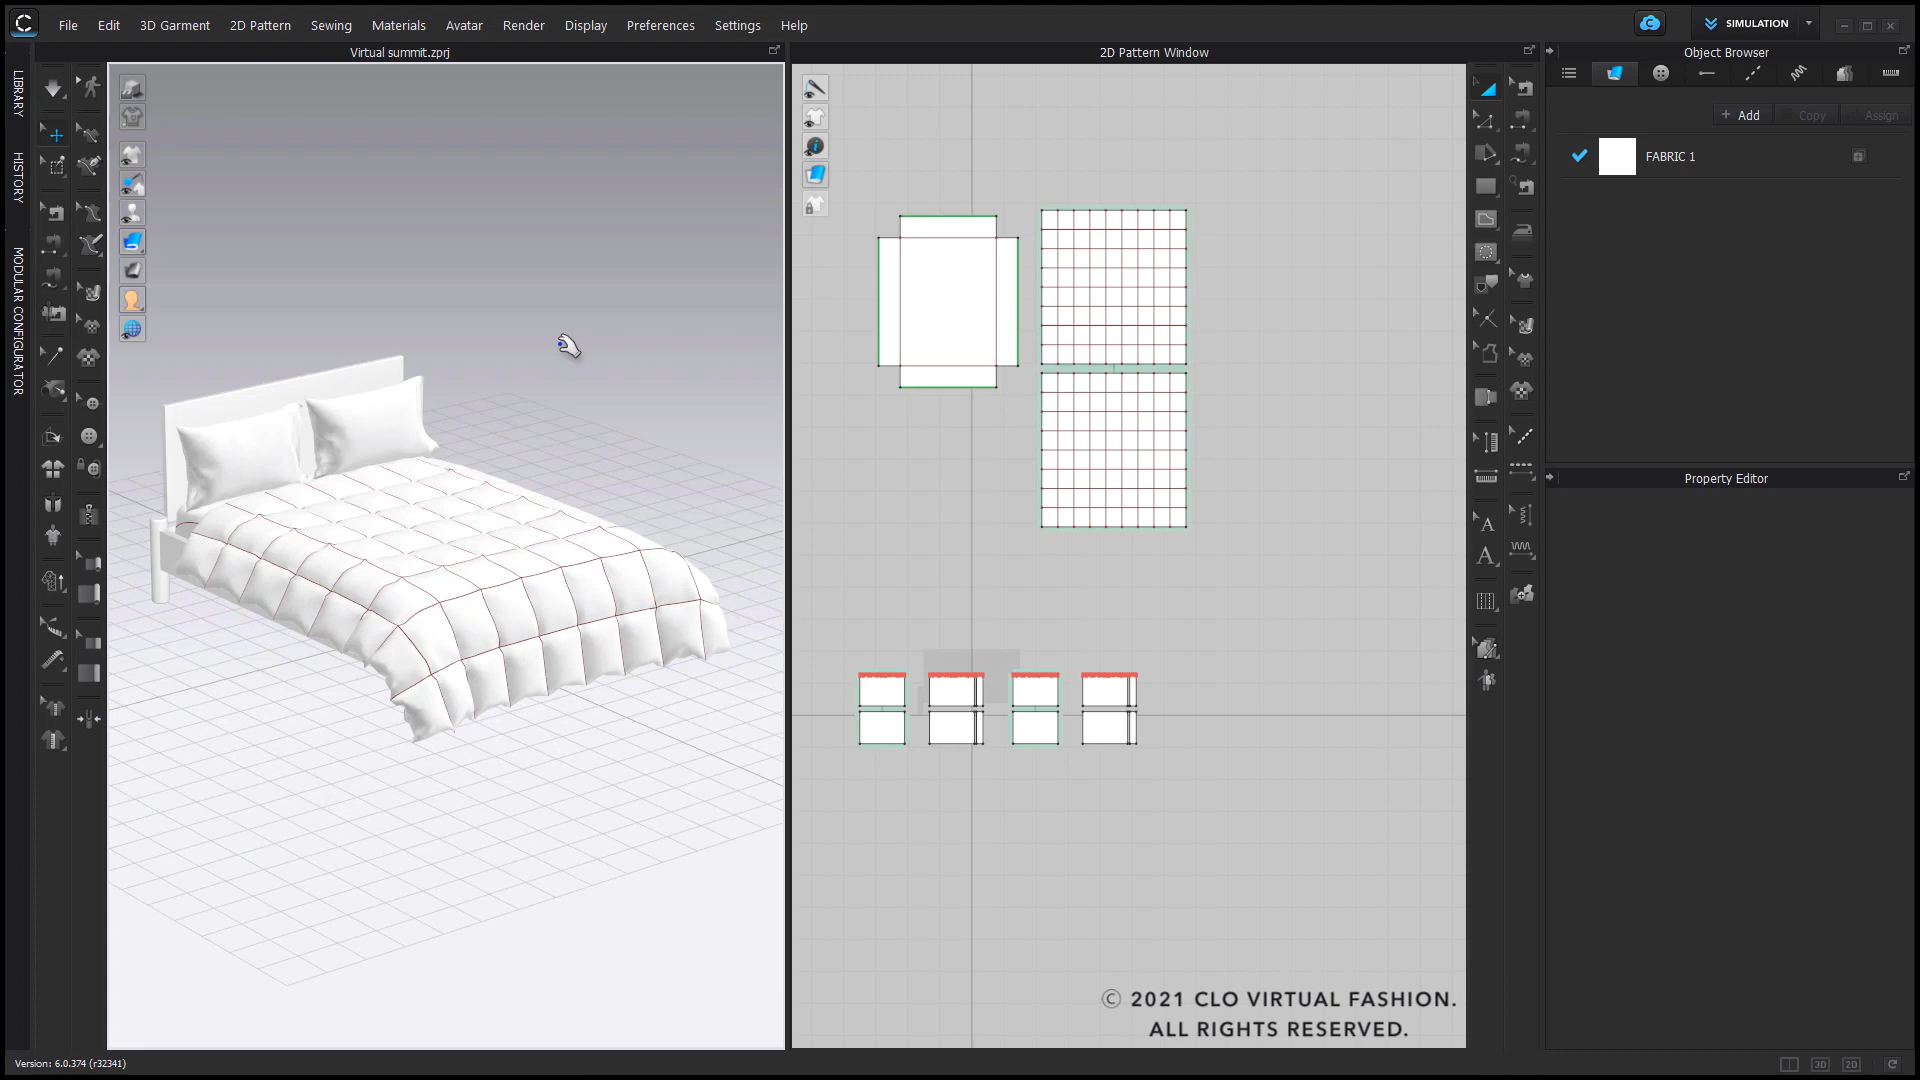 File Edit 3D Garment 2D Pattern Sewing Materials Avatar Render Display Preferences Settings Help
SIMULATION
Virtual summit.zprj
2D Pattern Window
Object Browser
LIBRARY
HISTORY
MODULAR CONFIGURATOR
+ Add
Copy
Assign
FABRIC 1
Property Editor
A
A
© 2021 CLO VIRTUAL FASHION.
ALL RIGHTS RESERVED.
Version: 6.0.374 (r32341)
3D
2D